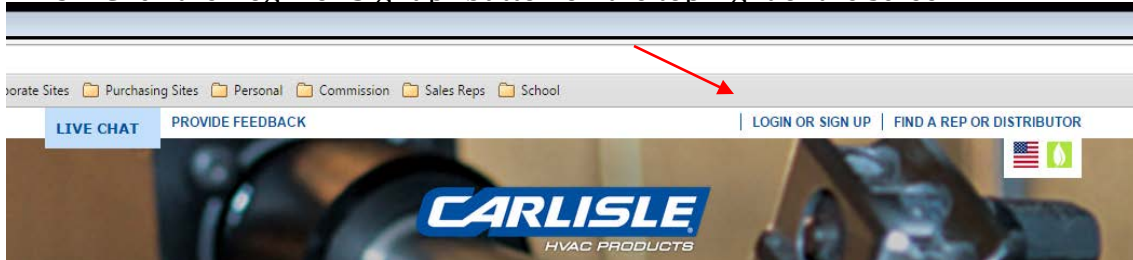 porate Sites Purchasing Sites Personal Commission Sales Reps School
LIVE CHAT PROVIDE FEEDBACK | LOGIN OR SIGN UP | FIND A REP OR DISTRIBUTOR
CARLISLE
HVAC PRODUCTS